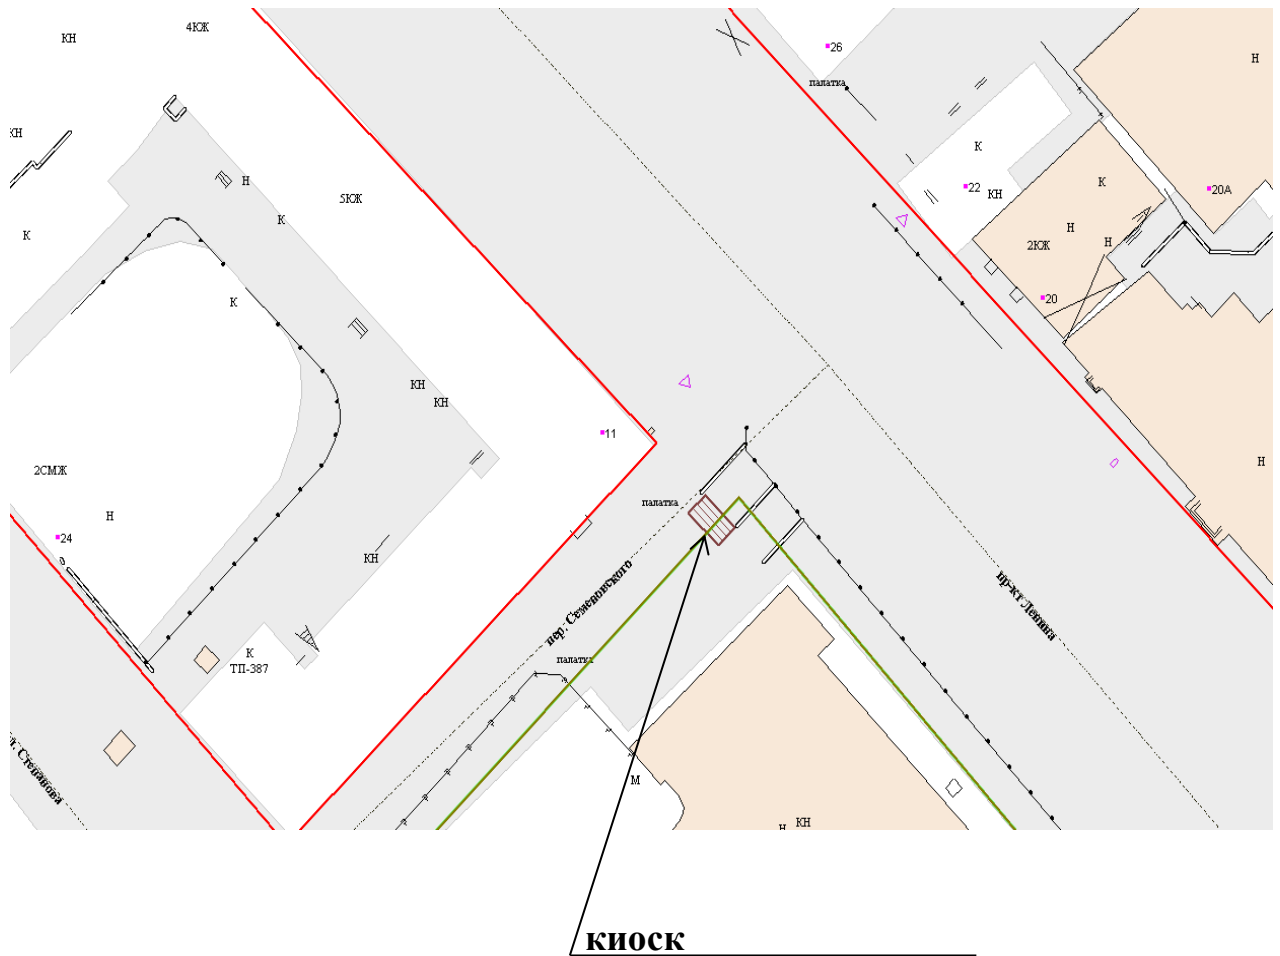 4КЖ
КН
26
Н
палатка
КН
К
Н
5КЖ
К
22
КН
К
20А
К
Н
Н
2КЖ
К
20
КН
КН
11
2СМЖ
Н
палатка
Н
24
КН
пер. Семеновского
пр-кт Ленина
К
ТП-387
палатка
Степанова
М
Н
КН
киоск